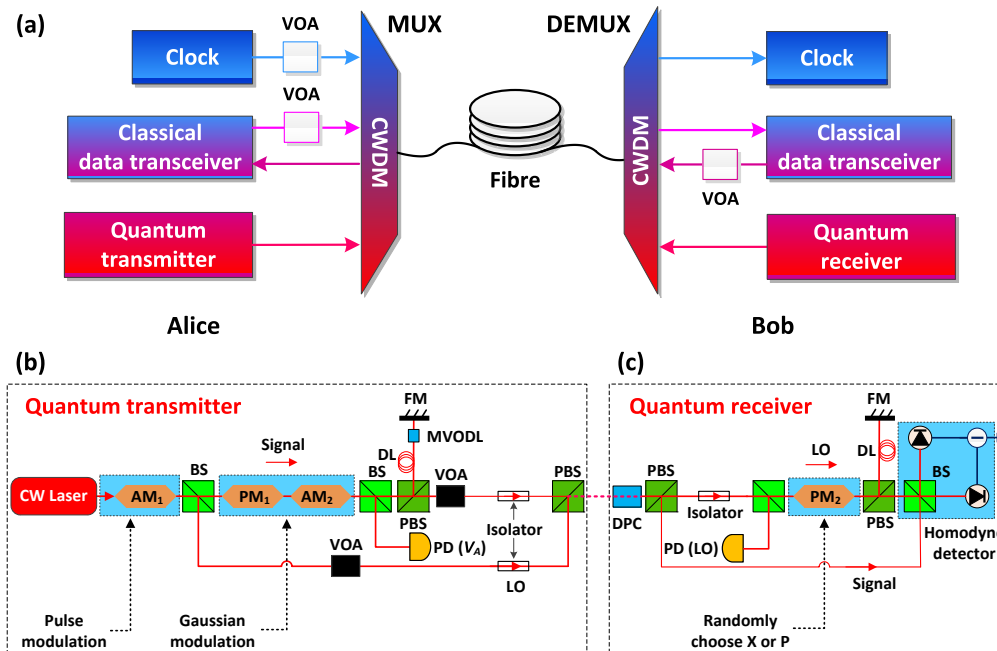 (a)
VOA
MUX
DEMUX
Clock
Clock
VOA
Classical
data transceiver
CWDM
Fibre
CWDM
Classical
data transceiver
VOA
Quantum
transmitter
Quantum
receiver
Alice
Bob
(b)
Quantum transmitter
FM
MVODL
DL
Signal
BS
BS
VOA
PBS
CW Laser
AM1
PM1
AM2
PBS
Isolator
PD (VA)
VOA
LO
Pulse
modulation
Gaussian
modulation
(c)
Quantum receiver
FM
LO
DL
PBS
BS
DPC
Isolator
PM2
PBS
PD (LO)
Homodyn
detector
Signal
Randomly
choose X or P